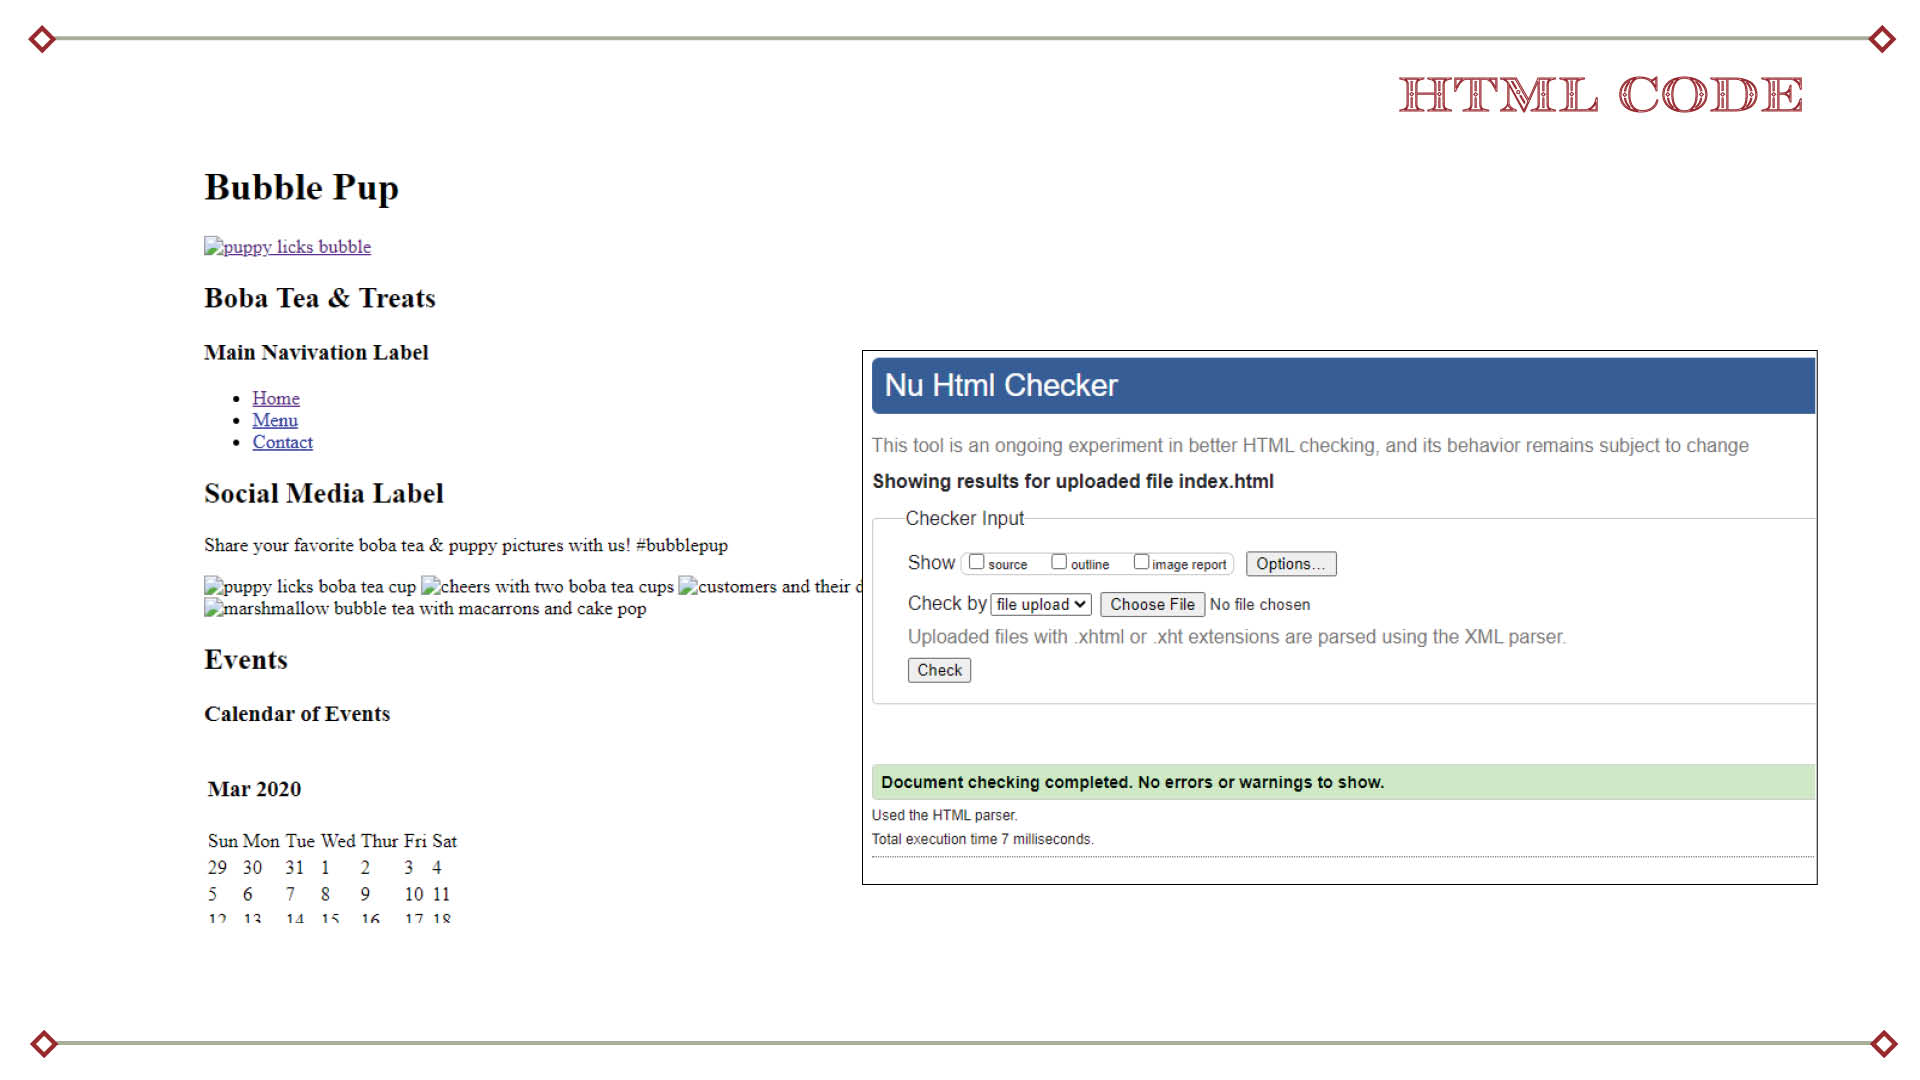 HTML CODE
Bubble Pup
puppy licks bubble
Boba Tea & Treats
Main Navivation Label
Home
Menu
Contact
Social Media Label
Share your favorite boba tea & puppy pictures with us! #bubblepup
puppy licks boba tea cup cheers with two boba tea cups customers and their
marshmallow bubble tea with macarrons and cake pop
Events
Calendar of Events
Mar 2020
Sun Mon Tue Wed Thur Fri Sat
29 30 31 1 2 3 4
5 6 7 8 9 10 11
12 13 14 15 16 17 18
Nu Html Checker
This tool is an ongoing experiment in better HTML checking, and its behavior remains subject to change
Showing results for uploaded file index.html
Checker Input
Show source outline image report Options...
Check by file upload Choose File No file chosen
Uploaded files with .xhtml or .xht extensions are parsed using the XML parser.
Check
Document checking completed. No errors or warnings to show.
Used the HTML parser.
Total execution time 7 milliseconds.